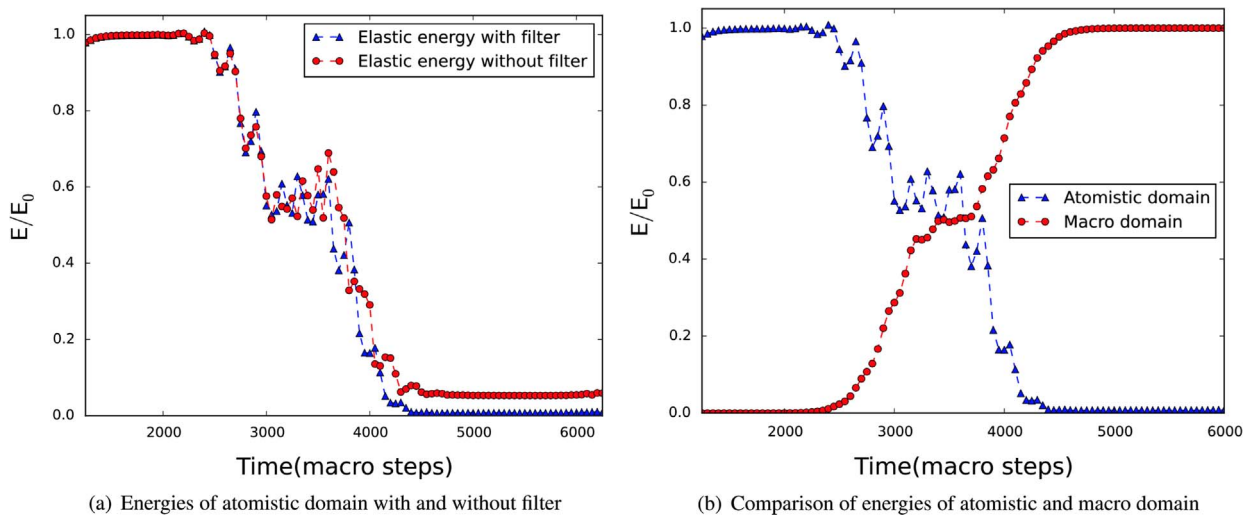 1.0
0.8
0.6
0.4
0.2
0.0
E/E0
2000 3000 4000 5000 6000
Time(macro steps)
Elastic energy with filter
Elastic energy without filter
(a) Energies of atomistic domain with and without filter
1.0
0.8
0.6
0.4
0.2
0.0
E/E0
2000 3000 4000 5000 6000
Time(macro steps)
Atomistic domain
Macro domain
(b) Comparison of energies of atomistic and macro domain